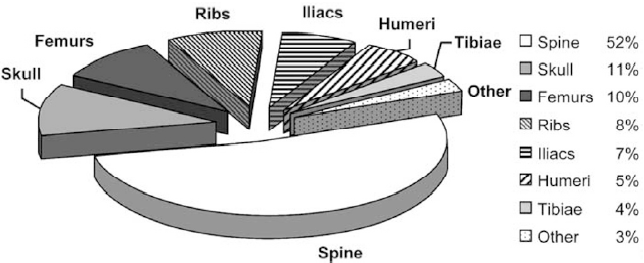 Ribs
Iliacs
Humeri
Femurs
Tibiae
Skull
Other
Spine
Spine 52%
Skull 11%
Femurs 10%
Ribs 8%
Iliacs 7%
Humeri 5%
Tibiae 4%
Other 3%